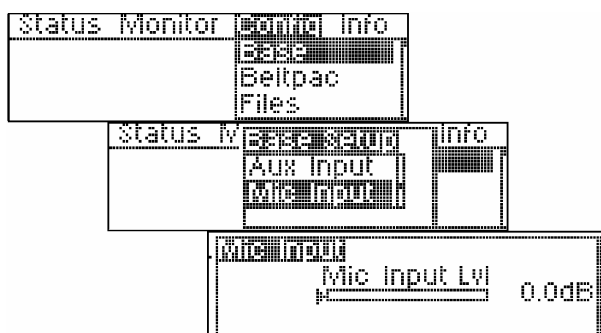 Status Monitor Config Info
Base
Beltpac
Files
Status M Base Setup Info
Aux Input
Mic Input
Mic Input
Mic Input Lvl
0.0dB